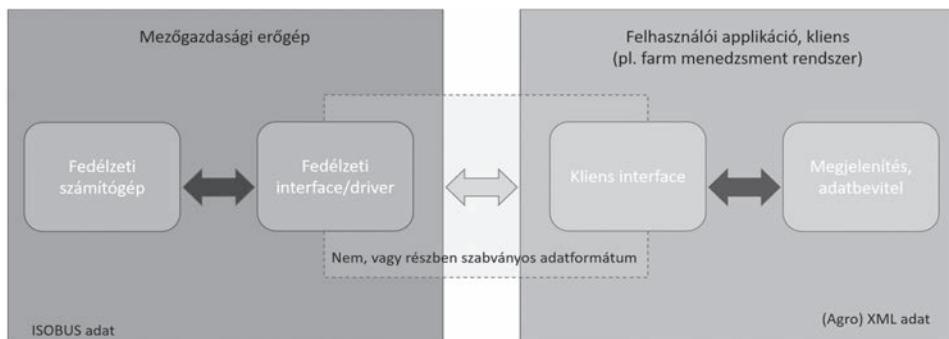 Mezőgazdasági erőgép
Felhasználói applikáció, kliens
(pl. farm menedzsment rendszer)
Fedélzeti
számítógép
Fedélzeti
interface/driver
Kliens interface
Megjelenítés,
adatbevitel
Nem, vagy részben szabványos adatformátum
ISOBUS adat
(Agro) XML adat